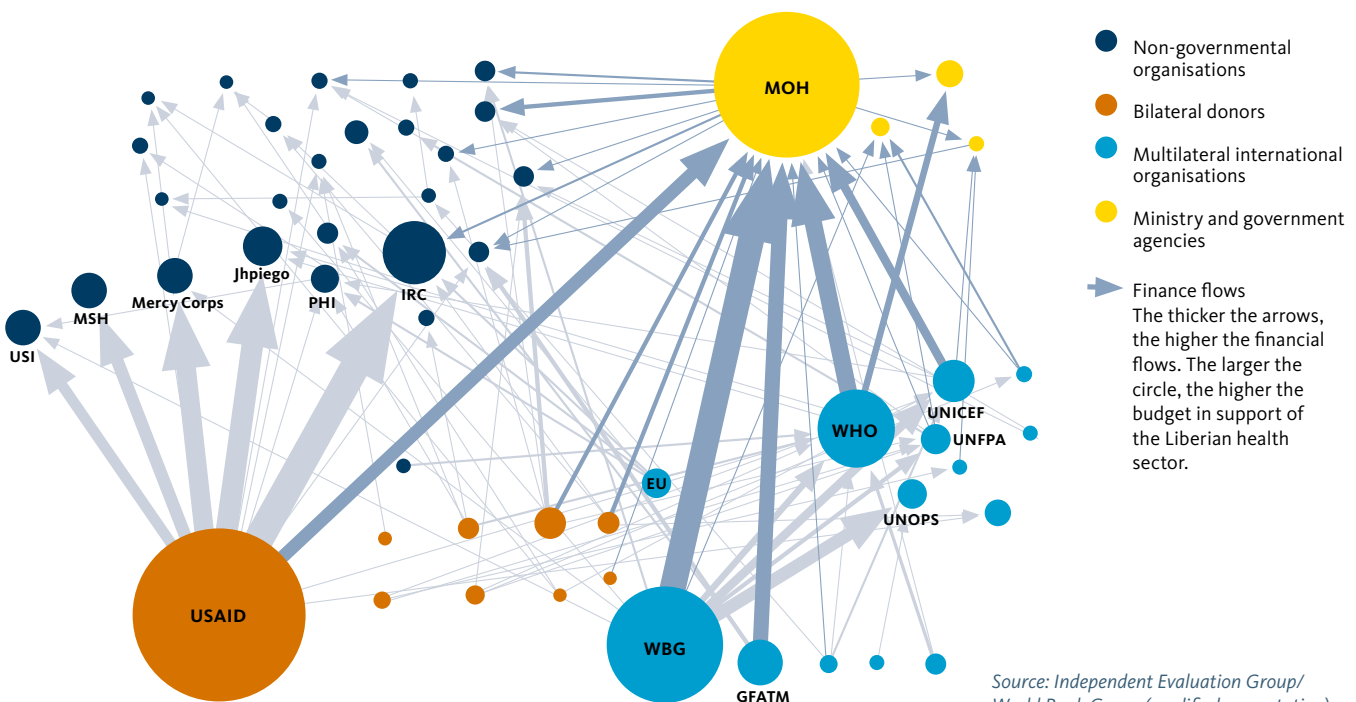 MOH
Jhpiego
Mercy Corps
PHI
IRC
MSH
USI
UNICEF
WHO
UNFPA
EU
UNOPS
USAID
WBG
GFATM
Non-governmental
organisations
Bilateral donors
Multilateral international
organisations
Ministry and government
agencies
Finance flows
The thicker the arrows,
the higher the financial
flows. The larger the
circle, the higher the
budget in support of
the Liberian health
sector.
Source: Independent Evaluation Group/